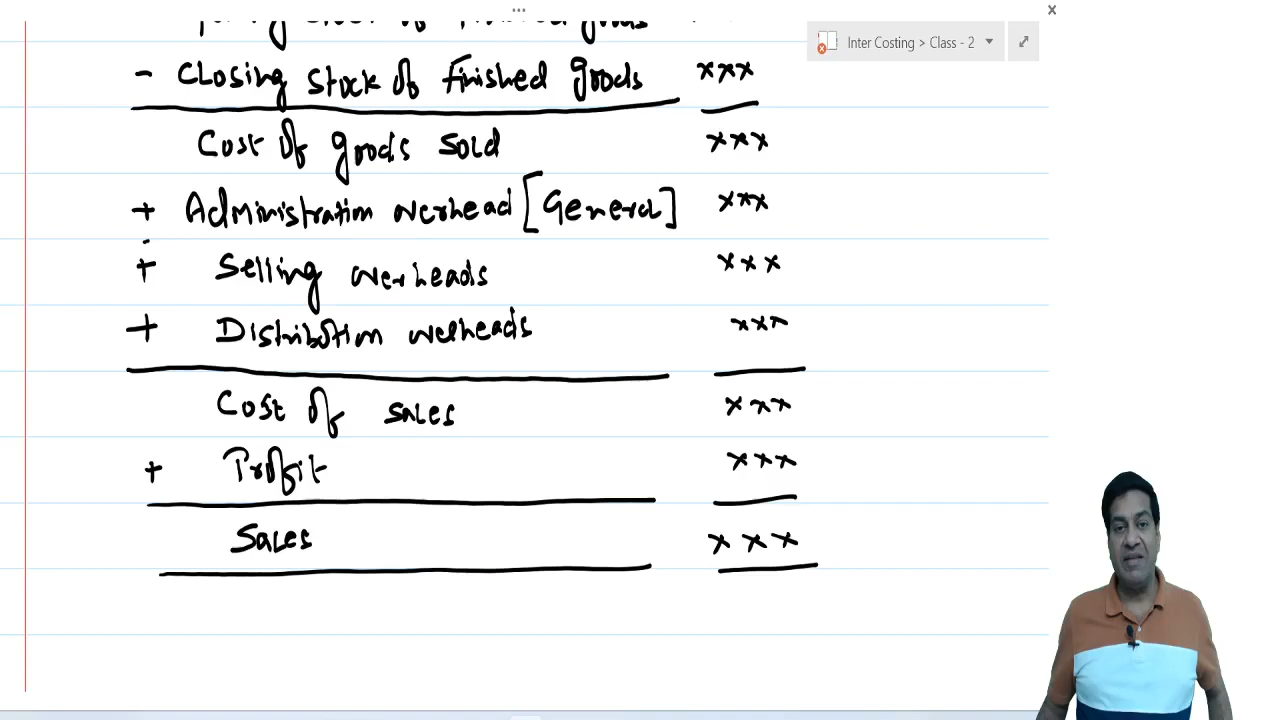 Inter Costing > Class - 2
- Closing stock of finished goods xxx
Cost of goods sold xxx
+ Administration overhead [General] xxx
+ Selling overheads xxx
+ Distribution overheads xxx
Cost of sales xxx
+ Profit xxx
Sales xxx